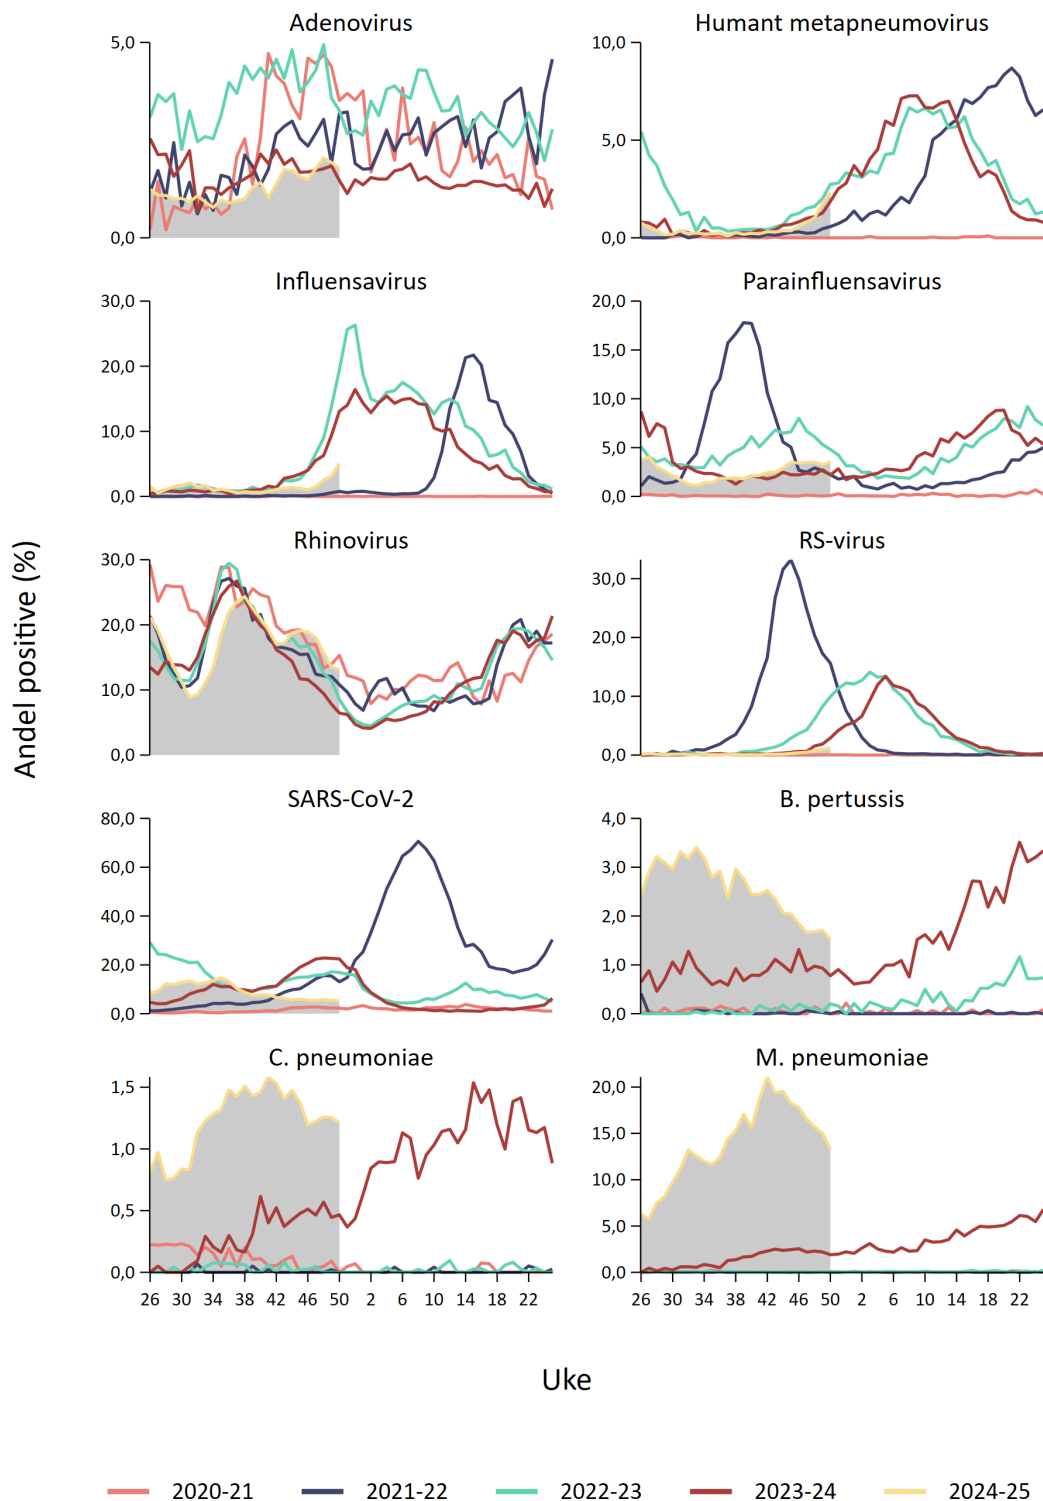 Adenovirus
Humant metapneumovirus
5,0
0,0
10,0
5,0
0,0
Influensavirus
Parainfluensavirus
30,0
20,0
10,0
0,0
20,0
15,0
10,0
5,0
0,0
Andel positive (%)
Rhinovirus
RS-virus
30,0
20,0
10,0
0,0
30,0
20,0
10,0
0,0
SARS-CoV-2
B. pertussis
80,0
60,0
40,0
20,0
0,0
4,0
3,0
2,0
1,0
0,0
C. pneumoniae
M. pneumoniae
1,5
1,0
0,5
0,0
20,0
15,0
10,0
5,0
0,0
26 30 34 38 42 46 50 2 6 10 14 18 22
26 30 34 38 42 46 50 2 6 10 14 18 22
Uke
2020-21 2021-22 2022-23 2023-24 2024-25